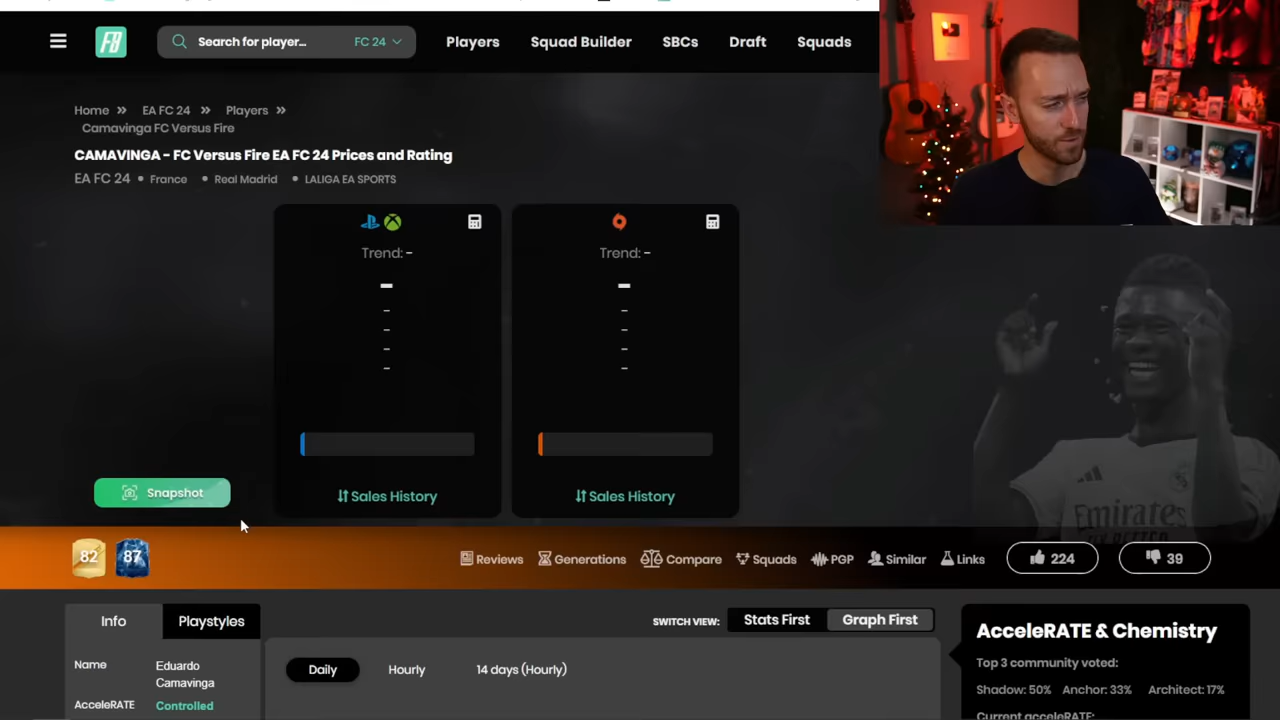 FB
Search for player...
FC 24
Players
Squad Builder
SBCs
Draft
Squads
Home » EA FC 24 » Players »
Camavinga FC Versus Fire
CAMAVINGA - FC Versus Fire EA FC 24 Prices and Rating
EA FC 24 • France • Real Madrid • LALIGA EA SPORTS
Trend: -
-
-
-
-
-
Sales History
Trend: -
-
-
-
-
-
Sales History
Snapshot
82
87
Reviews
Generations
Compare
Squads
PGP
Similar
Links
224
39
Emirates
Info
Playstyles
SWITCH VIEW:
Stats First
Graph First
Name
Eduardo
Camavinga
AcceleRATE
Controlled
Daily
Hourly
14 days (Hourly)
AcceleRATE & Chemistry
Top 3 community voted:
Shadow: 50%
Anchor: 33%
Architect: 17%
Current acceleRATE: